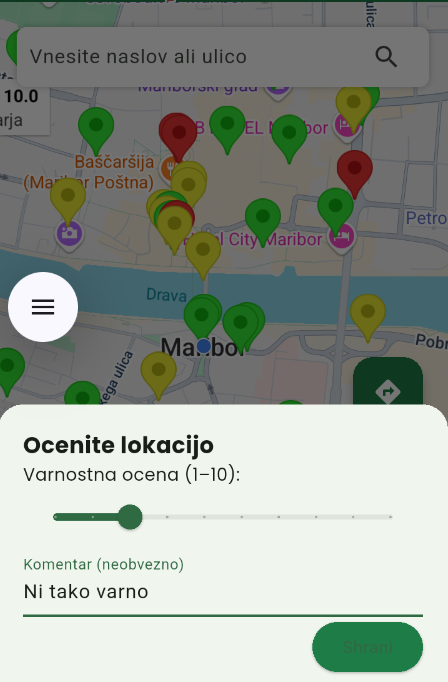 ulica
Vnesite naslov ali ulico
Mariborski grad
10.0
arja
B
EL
Maribor
Baščaršija
(Maribor Poštna)
Petro
City Maribor
Drava
Maribor
Pobr
ega ulica
Ocenite lokacijo
Varnostna ocena (1–10):
Komentar (neobvezno)
Ni tako varno
Shrani